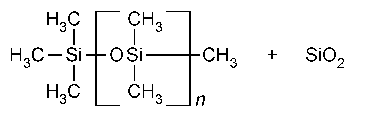 H₃C CH₃
H₃C Si O Si CH₃ + SiO₂
H₃C CH₃ n